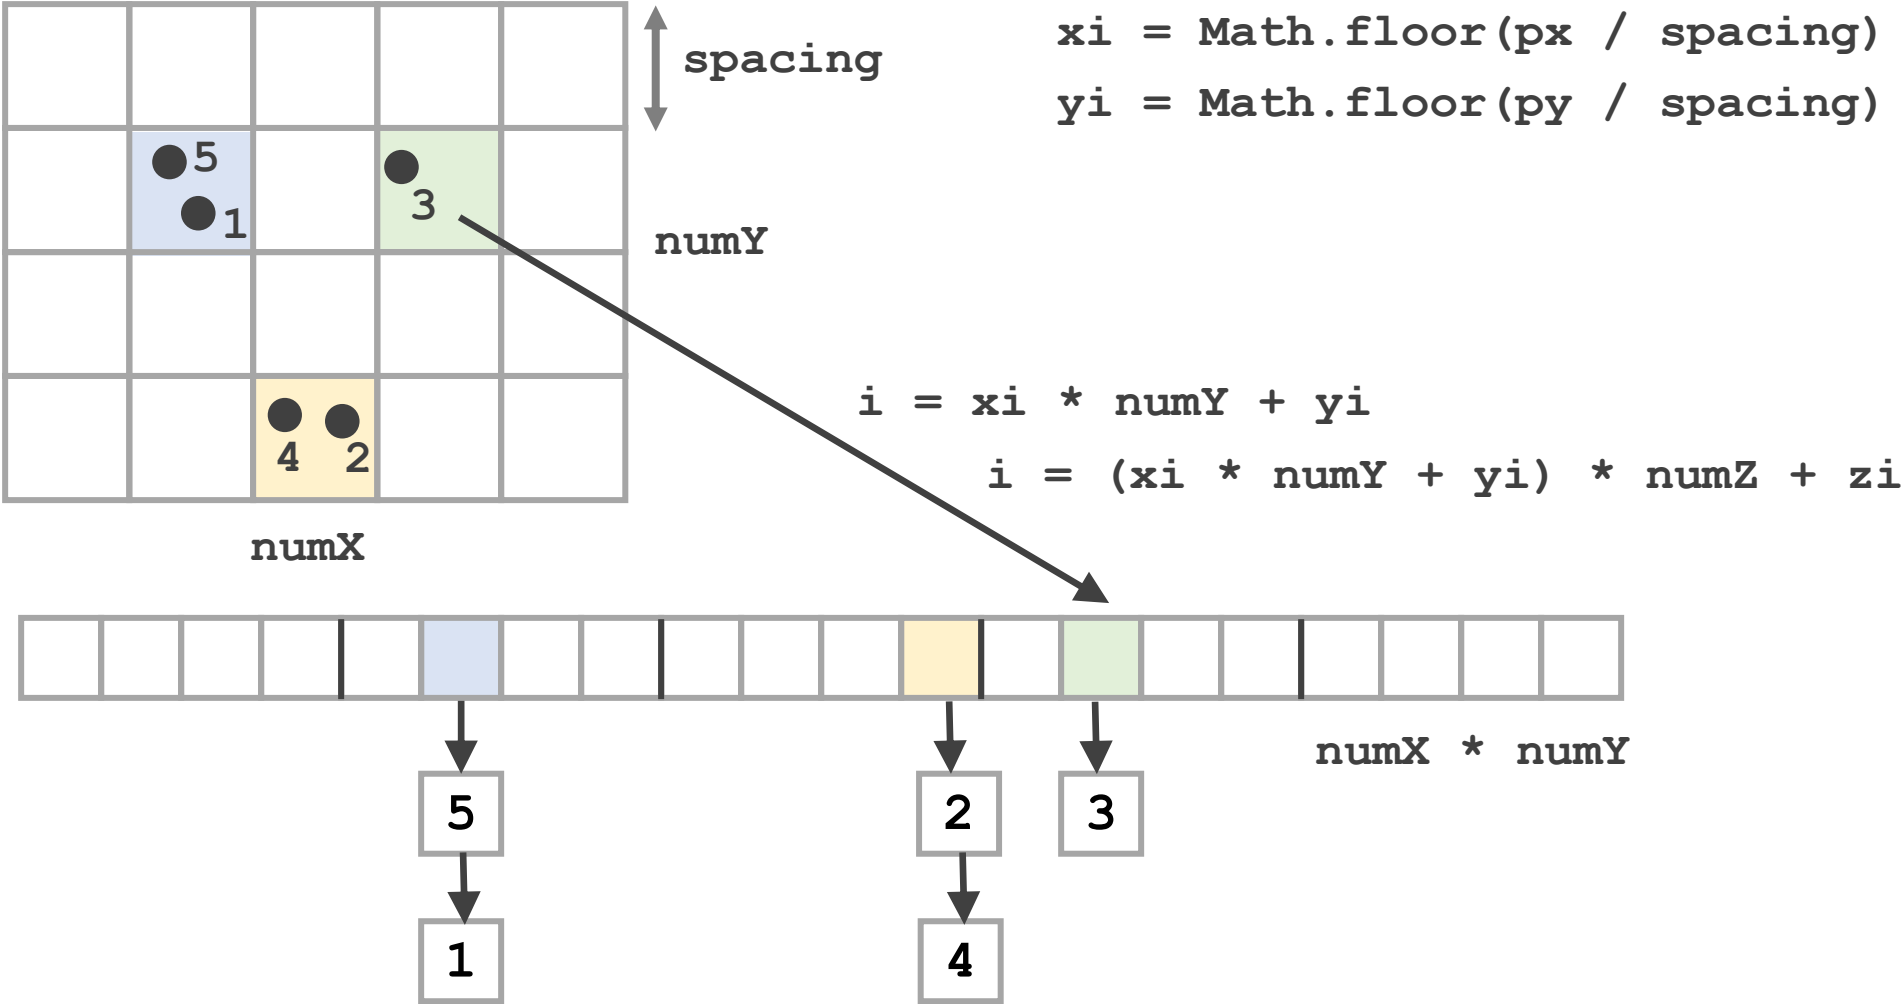 xi = Math.floor(px / spacing)
spacing
yi = Math.floor(py / spacing)
5
3
1
numY
i = xi * numY + yi
4 2
i = (xi * numY + yi) * numZ + zi
numX
numX * numY
5 2 3
1 4